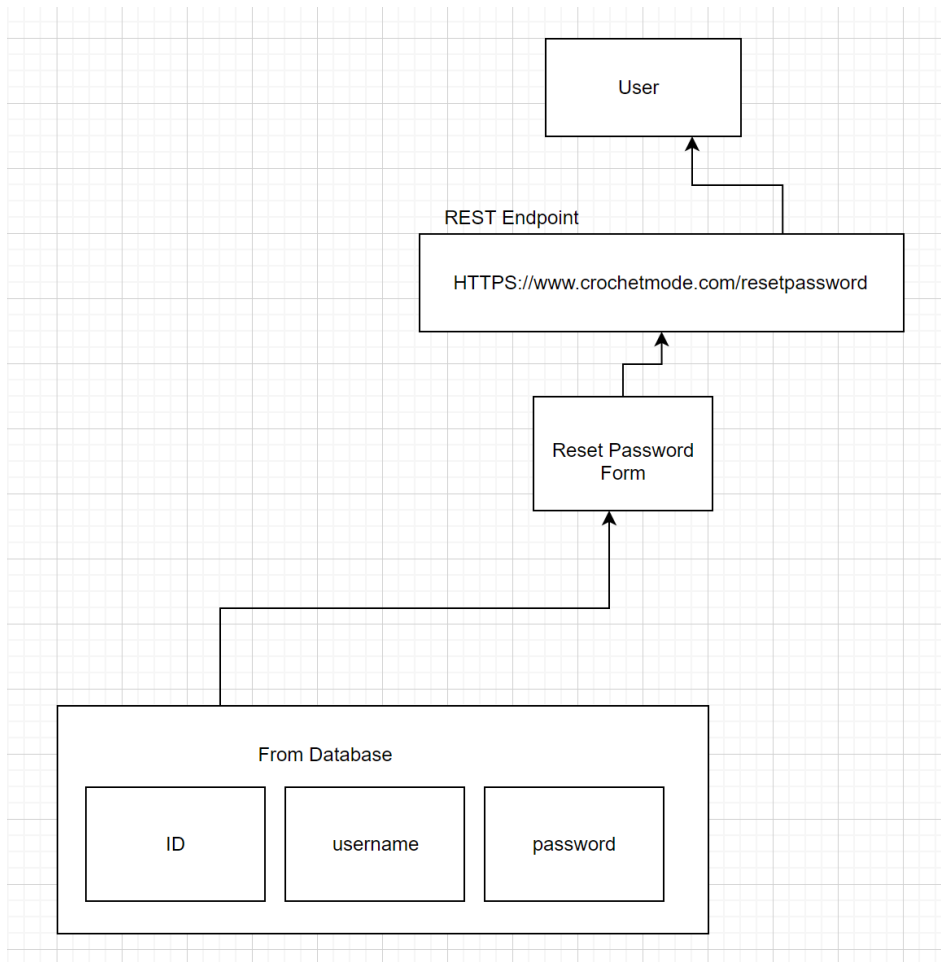 User
REST Endpoint
HTTPS://www.crochetmode.com/resetpassword
Reset Password
Form
From Database
ID
username
password